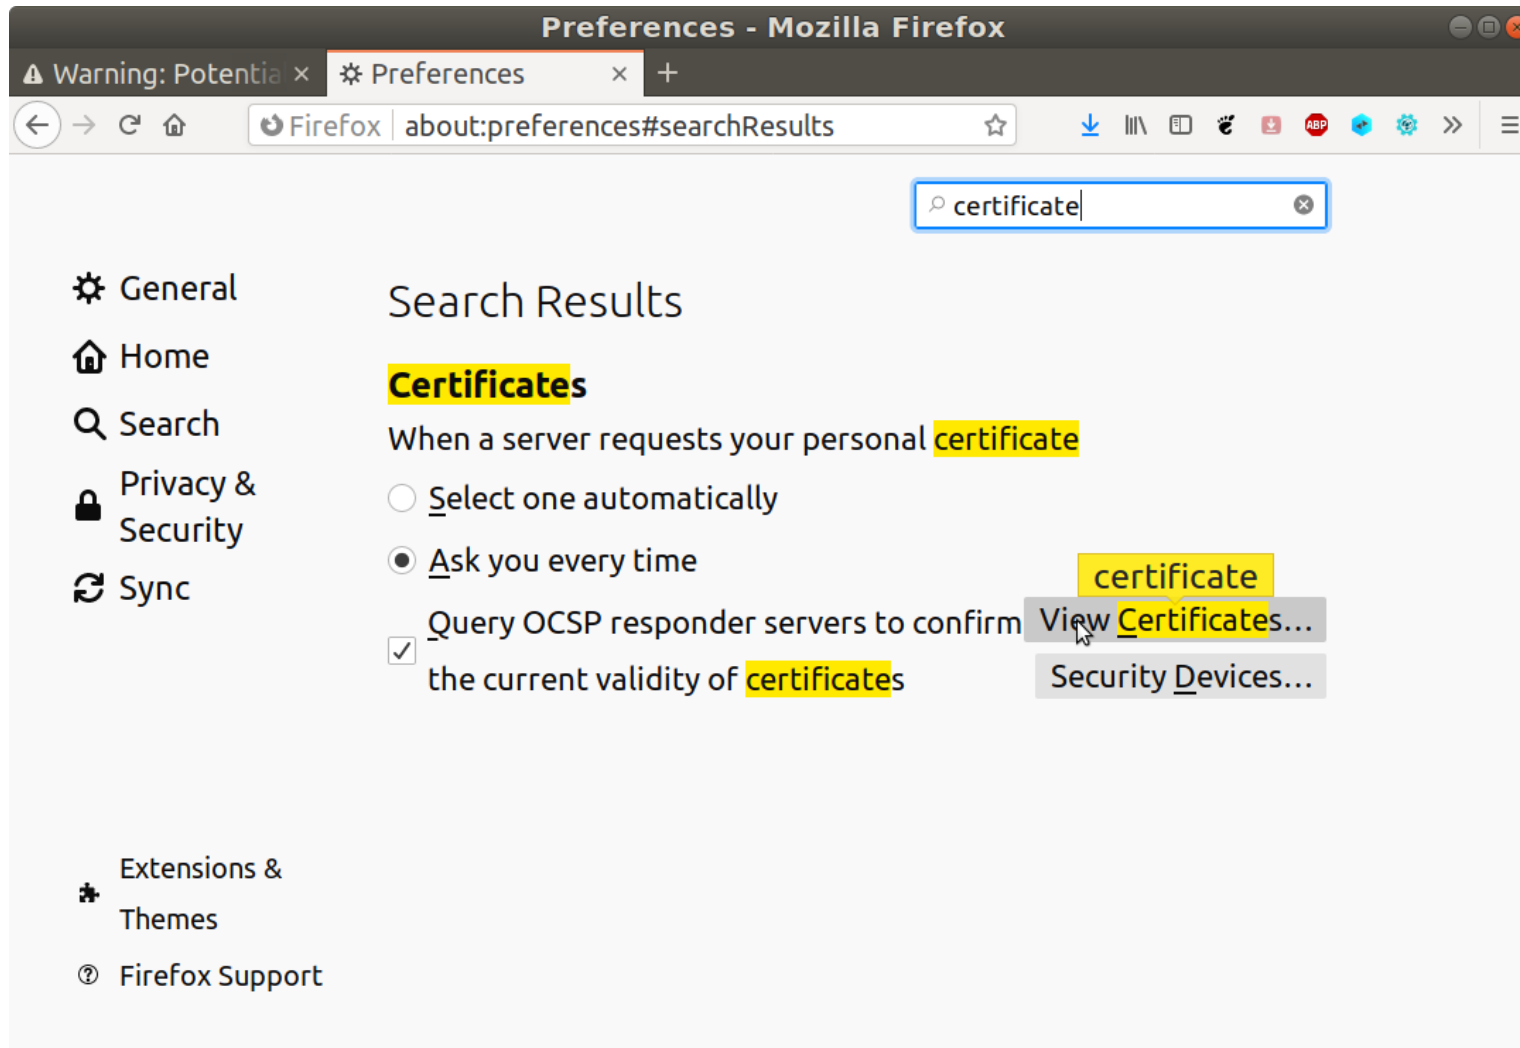 Preferences - Mozilla Firefox
Warning: Potentia
Preferences
Firefox about:preferences#searchResults
ABP
certificate
General
Home
Search
Privacy &
Security
Sync
Search Results
Certificates
When a server requests your personal certificate
Select one automatically
Ask you every time
Query OCSP responder servers to confirm
the current validity of certificates
certificate
View Certificates...
Security Devices...
Extensions &
Themes
Firefox Support